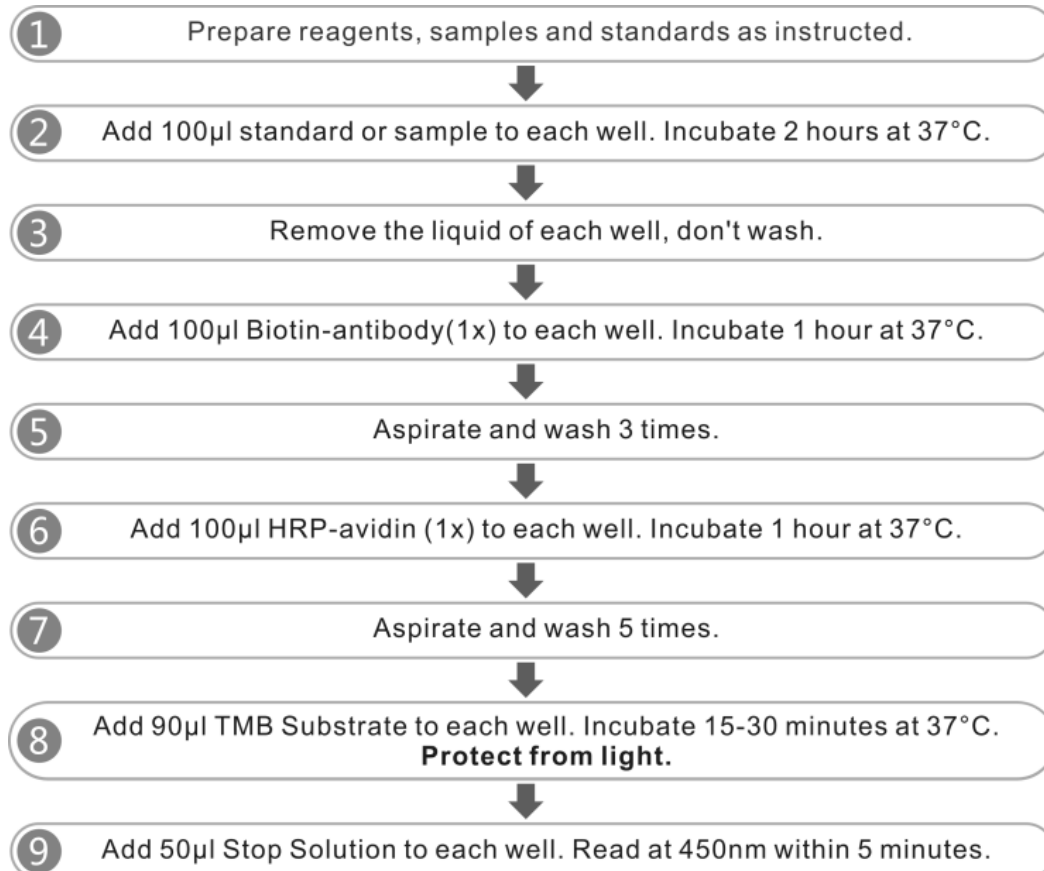 1 Prepare reagents, samples and standards as instructed.
2 Add 100µl standard or sample to each well. Incubate 2 hours at 37°C.
3 Remove the liquid of each well, don't wash.
4 Add 100µl Biotin-antibody(1x) to each well. Incubate 1 hour at 37°C.
5 Aspirate and wash 3 times.
6 Add 100µl HRP-avidin (1x) to each well. Incubate 1 hour at 37°C.
7 Aspirate and wash 5 times.
8 Add 90µl TMB Substrate to each well. Incubate 15-30 minutes at 37°C.
Protect from light.
9 Add 50µl Stop Solution to each well. Read at 450nm within 5 minutes.